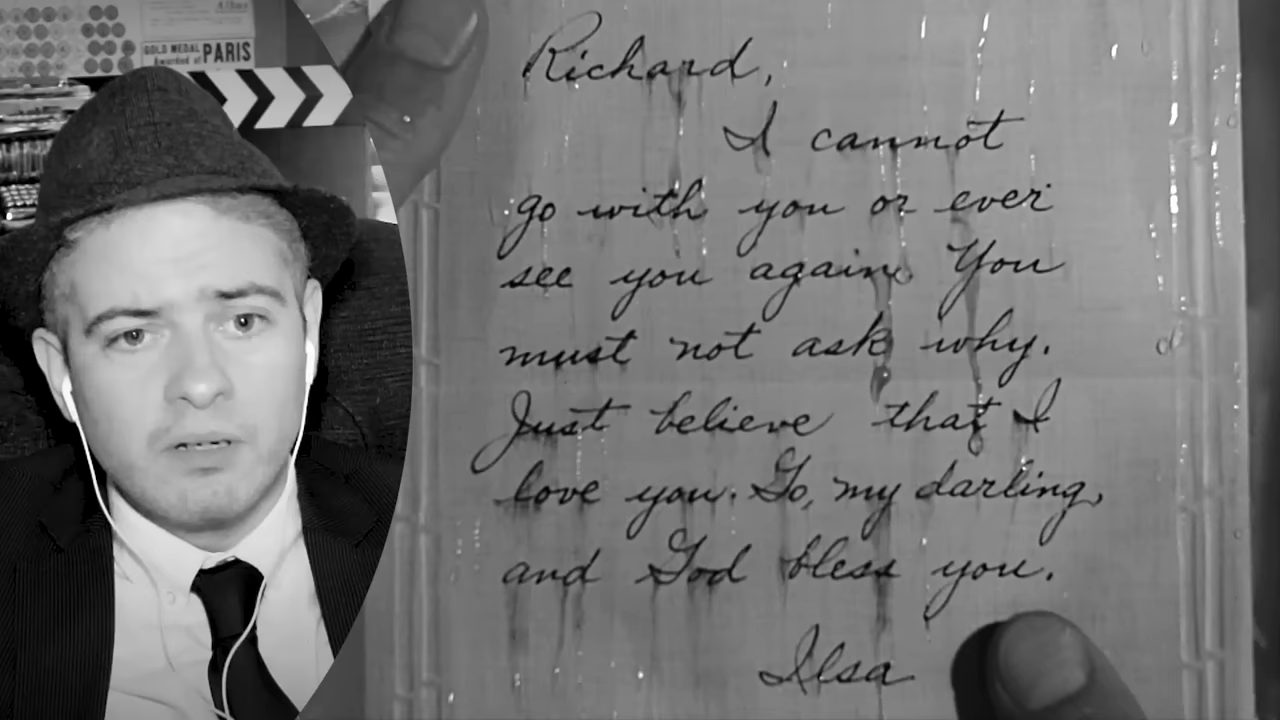 Albus
GOLD MEDAL
Awarded at PARIS
Richard,
I cannot
go with you or ever
see you again. You
must not ask why.
Just believe that I
love you. Go, my darling,
and God bless you.
Ilsa